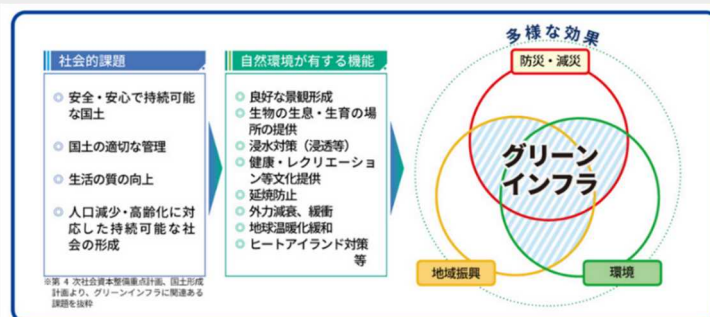 社会的課題
安全・安心で持続可能
な国土
国土の適切な管理
生活の質の向上
人口減少・高齢化に対
応した持続可能な社
会の形成
※第 4 次社会資本整備重点計画、国土形成
計画より、グリーンインフラに関連ある
課題を抜粋
自然環境が有する機能
良好な景観形成
生物の生息・生育の場
所の提供
浸水対策（浸透等）
健康・レクリエーショ
ン等文化提供
延焼防止
外力減衰、緩衝
地球温暖化緩和
ヒートアイランド対策
等
多様な効果
防災・減災
グリーン
インフラ
地域振興
環境